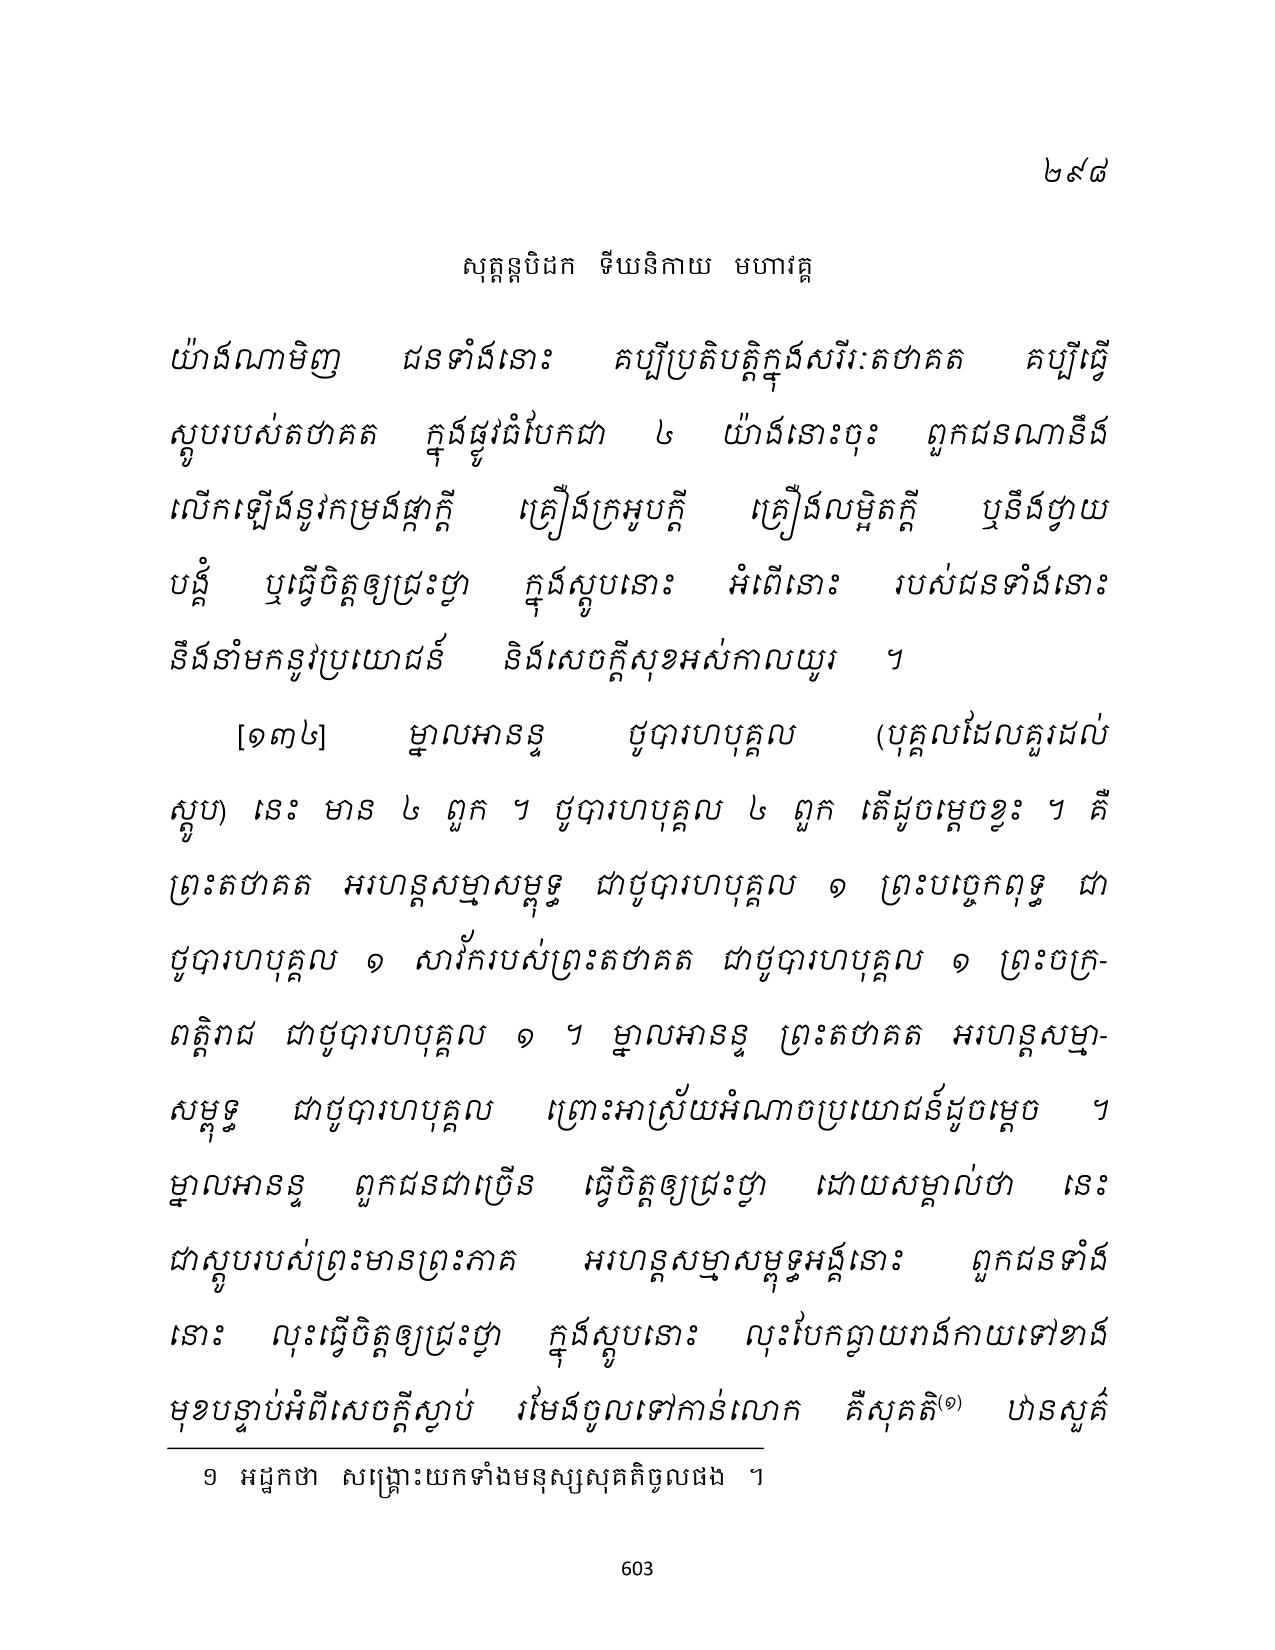 ២៩៨
សុត្តន្តបិដក ទីឃនិកាយ មហាវគ្គ
យ៉ាងណាមិញ ជនទាំងនោះ គប្បីប្រតិបត្តិក្នុងសរីរៈតថាគត គប្បីធ្វើ
ស្តូបរបស់តថាគត ក្នុងផ្លូវធំបែកជា ៤ យ៉ាងនោះចុះ ពួកជនណានឹង
លើកឡើងនូវកម្រងផ្កាក្តី គ្រឿងក្រអូបក្តី គ្រឿងលម្អិតក្តី ឬនឹងថ្វាយ
បង្គំ ឬធ្វើចិត្តឲ្យជ្រះថ្លា ក្នុងស្តូបនោះ អំពើនោះ របស់ជនទាំងនោះ
នឹងនាំមកនូវប្រយោជន៍ និងសេចក្តីសុខអស់កាលយូរ ។
[១៣៤] ម្នាលអានន្ទ ថូបារហបុគ្គល (បុគ្គលដែលគួរដល់
ស្តូប) នេះ មាន ៤ ពួក ។ ថូបារហបុគ្គល ៤ ពួក តើដូចម្តេចខ្លះ ។ គឺ
ព្រះតថាគត អរហន្តសម្មាសម្ពុទ្ធ ជាថូបារហបុគ្គល ១ ព្រះបច្ចេកពុទ្ធ ជា
ថូបារហបុគ្គល ១ សាវ័ករបស់ព្រះតថាគត ជាថូបារហបុគ្គល ១ ព្រះចក្រ-
ពត្តិរាជ ជាថូបារហបុគ្គល ១ ។ ម្នាលអានន្ទ ព្រះតថាគត អរហន្តសម្មា-
សម្ពុទ្ធ ជាថូបារហបុគ្គល ព្រោះអាស្រ័យអំណាចប្រយោជន៍ដូចម្តេច ។
ម្នាលអានន្ទ ពួកជនជាច្រើន ធ្វើចិត្តឲ្យជ្រះថ្លា ដោយសម្គាល់ថា នេះ
ជាស្តូបរបស់ព្រះមានព្រះភាគ អរហន្តសម្មាសម្ពុទ្ធអង្គនោះ ពួកជនទាំង
នោះ លុះធ្វើចិត្តឲ្យជ្រះថ្លា ក្នុងស្តូបនោះ លុះបែកធ្លាយរាងកាយទៅខាង
មុខបន្ទាប់អំពីសេចក្តីស្លាប់ រមែងចូលទៅកាន់លោក គឺសុគតិ(១) ឋានសួគ៌
១ អដ្ឋកថា សង្គ្រោះយកទាំងមនុស្សសុគតិចូលផង ។
603